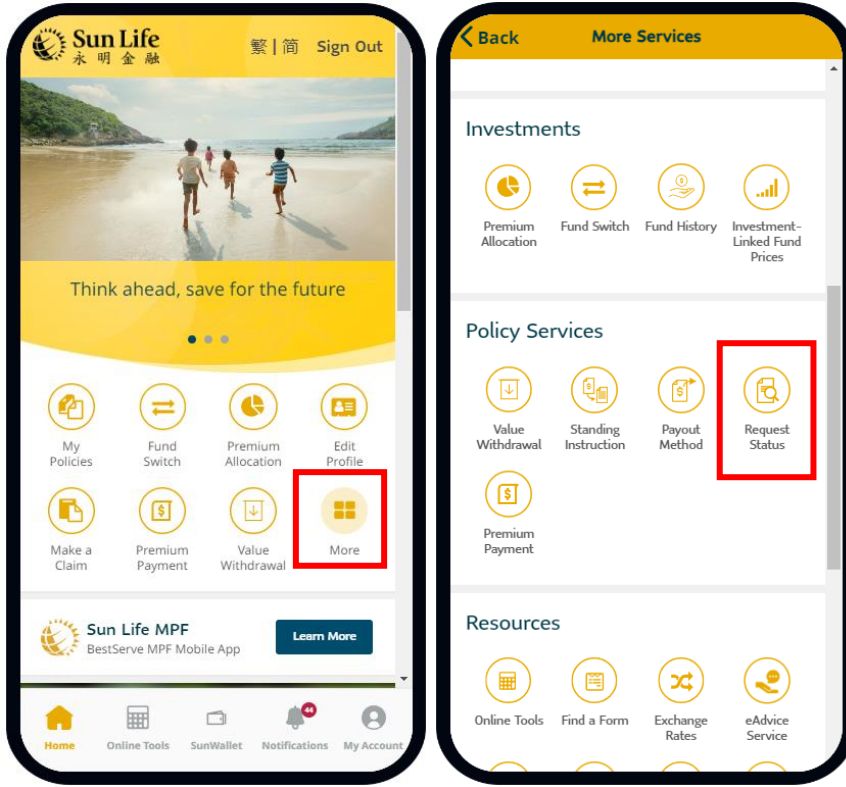 Sun Life
永明金融
繁 | 简 Sign Out
Think ahead, save for the future
My
Policies
Fund
Switch
Premium
Allocation
Edit
Profile
Make a
Claim
Premium
Payment
Value
Withdrawal
More
Sun Life MPF
BestServe MPF Mobile App
Learn More
44
Home
Online Tools
SunWallet
Notifications
My Account
Back
More Services
Investments
Premium
Allocation
Fund Switch
Fund History
Investment-
Linked Fund
Prices
Policy Services
Value
Withdrawal
Standing
Instruction
Payout
Method
Request
Status
Premium
Payment
Resources
Online Tools
Find a Form
Exchange
Rates
eAdvice
Service